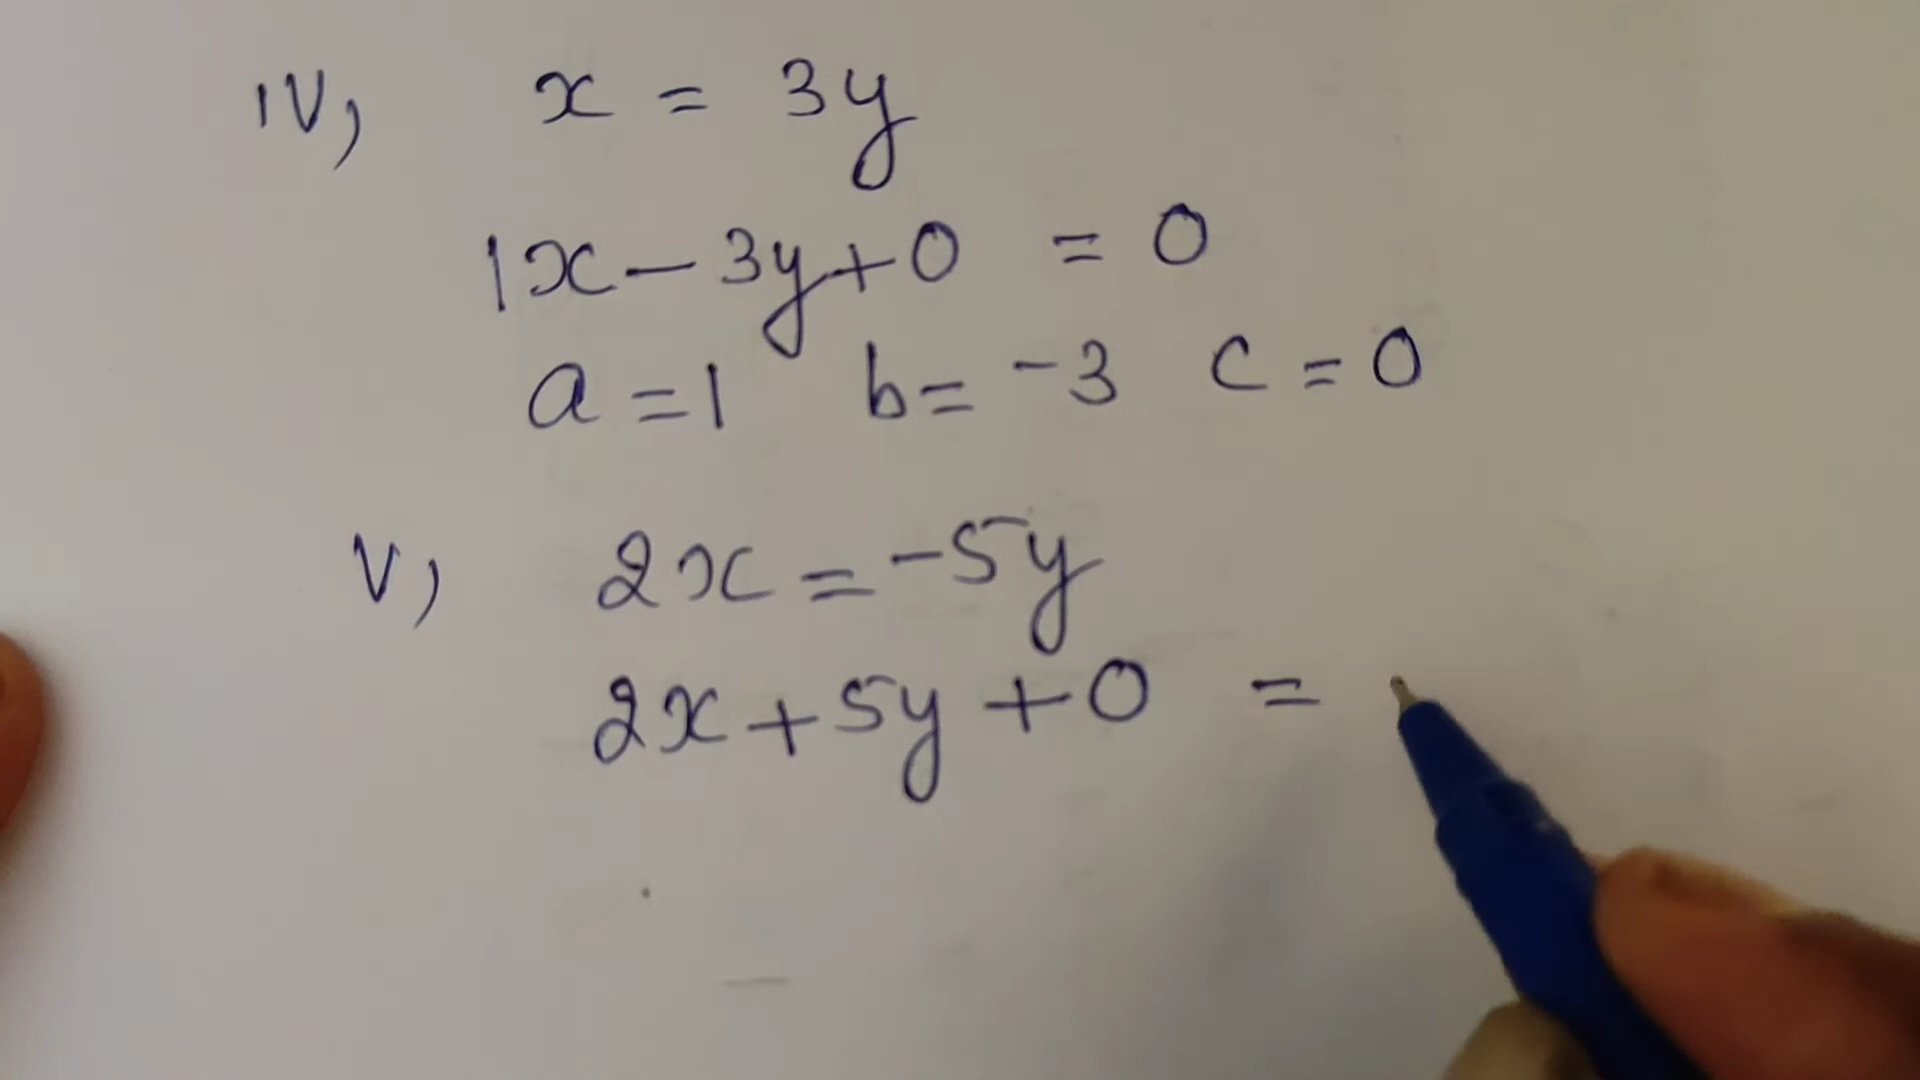 IV, x = 3y
1x - 3y + 0 = 0
a = 1 b = -3 c = 0
V, 2x = -5y
2x + 5y + 0 =